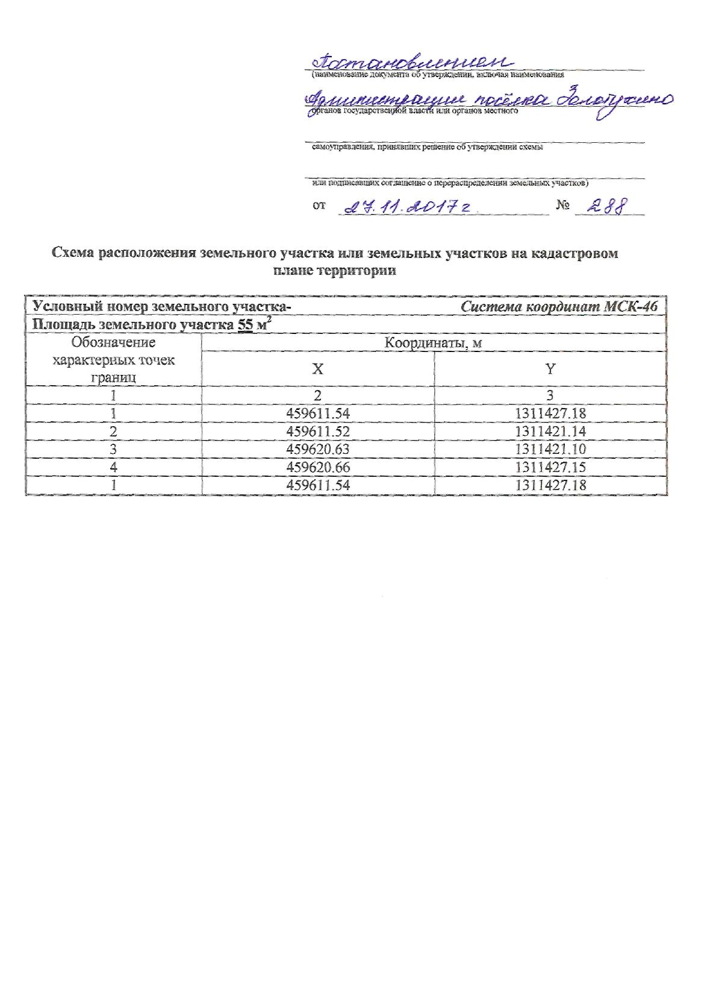 Постановлением
(наименование документа об утверждении, включая наименования
Администрации посёлка Золотухино
органов государственной власти или органов местного
самоуправления, принявших решение об утверждении схемы
или подписавших соглашение о перераспределении земельных участков)
от 27.11.2017г. № 288
Схема расположения земельного участка или земельных участков на кадастровом
плане территории
Условный номер земельного участка- Система координат МСК-46
Площадь земельного участка 55 м²
Обозначение характерных точек границ Координаты, м
X Y
1 2 3
1 459611.54 1311427.18
2 459611.52 1311421.14
3 459620.63 1311421.10
4 459620.66 1311427.15
1 459611.54 1311427.18